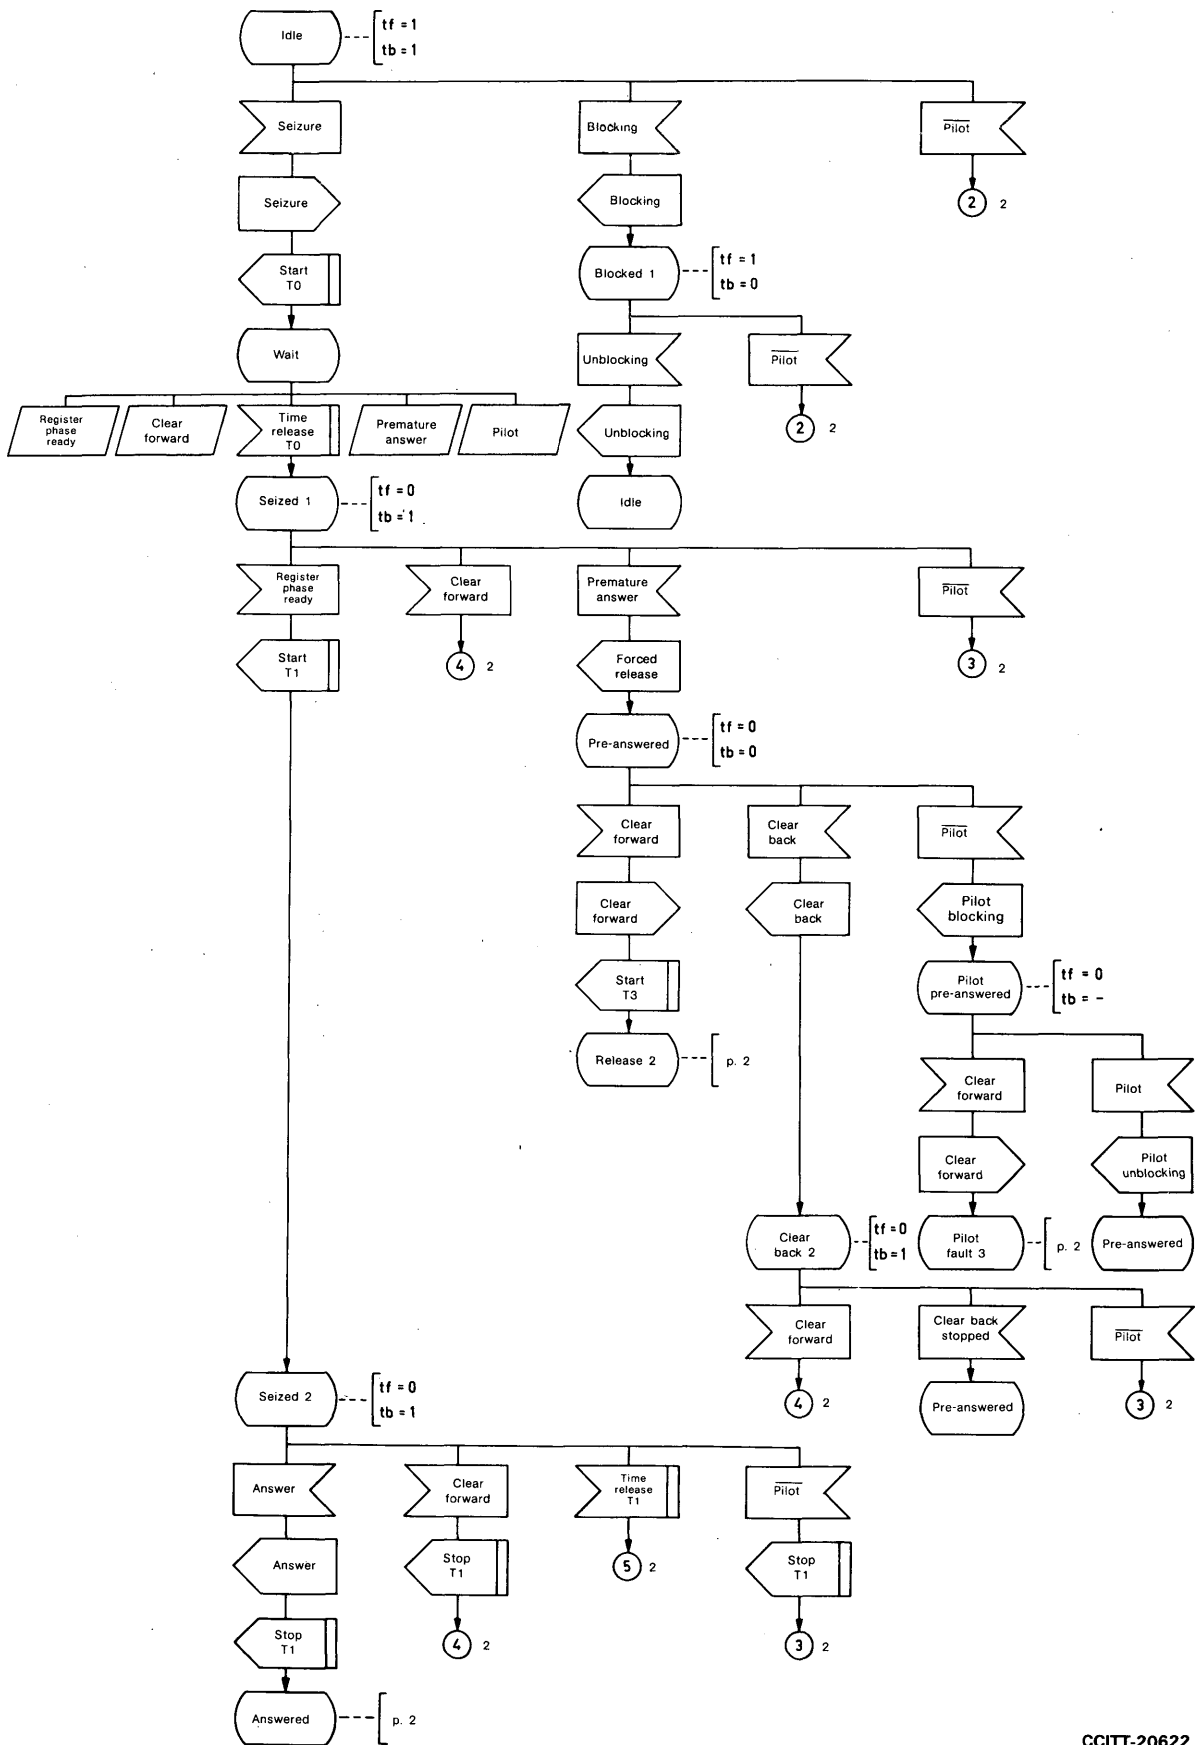 Idle
tf = 1
tb = 1
Seizure
Blocking
Pilot
Seizure
Blocking
2 2
Start
T0
Blocked 1
tf = 1
tb = 0
Wait
Unblocking
Pilot
Register
phase
ready
Clear
forward
Time
release
T0
Premature
answer
Pilot
Unblocking
2 2
Seized 1
tf = 0
tb = 1
Idle
Register
phase
ready
Clear
forward
Premature
answer
Pilot
Start
T1
4 2
Forced
release
3 2
Pre-answered
tf = 0
tb = 0
Clear
forward
Clear
back
Pilot
Clear
forward
Clear
back
Pilot
blocking
Start
T3
Pilot
pre-answered
tf = 0
tb = -
Release 2
p. 2
Clear
forward
Pilot
Clear
forward
Pilot
unblocking
Clear
back 2
tf = 0
tb = 1
Pilot
fault 3
p. 2
Pre-answered
Clear
forward
Clear back
stopped
Pilot
Seized 2
tf = 0
tb = 1
4 2
Pre-answered
3 2
Answer
Clear
forward
Time
release
T1
Pilot
Answer
Stop
T1
5 2
Stop
T1
Stop
T1
4 2
3 2
Answered
p. 2
CCITT-20622